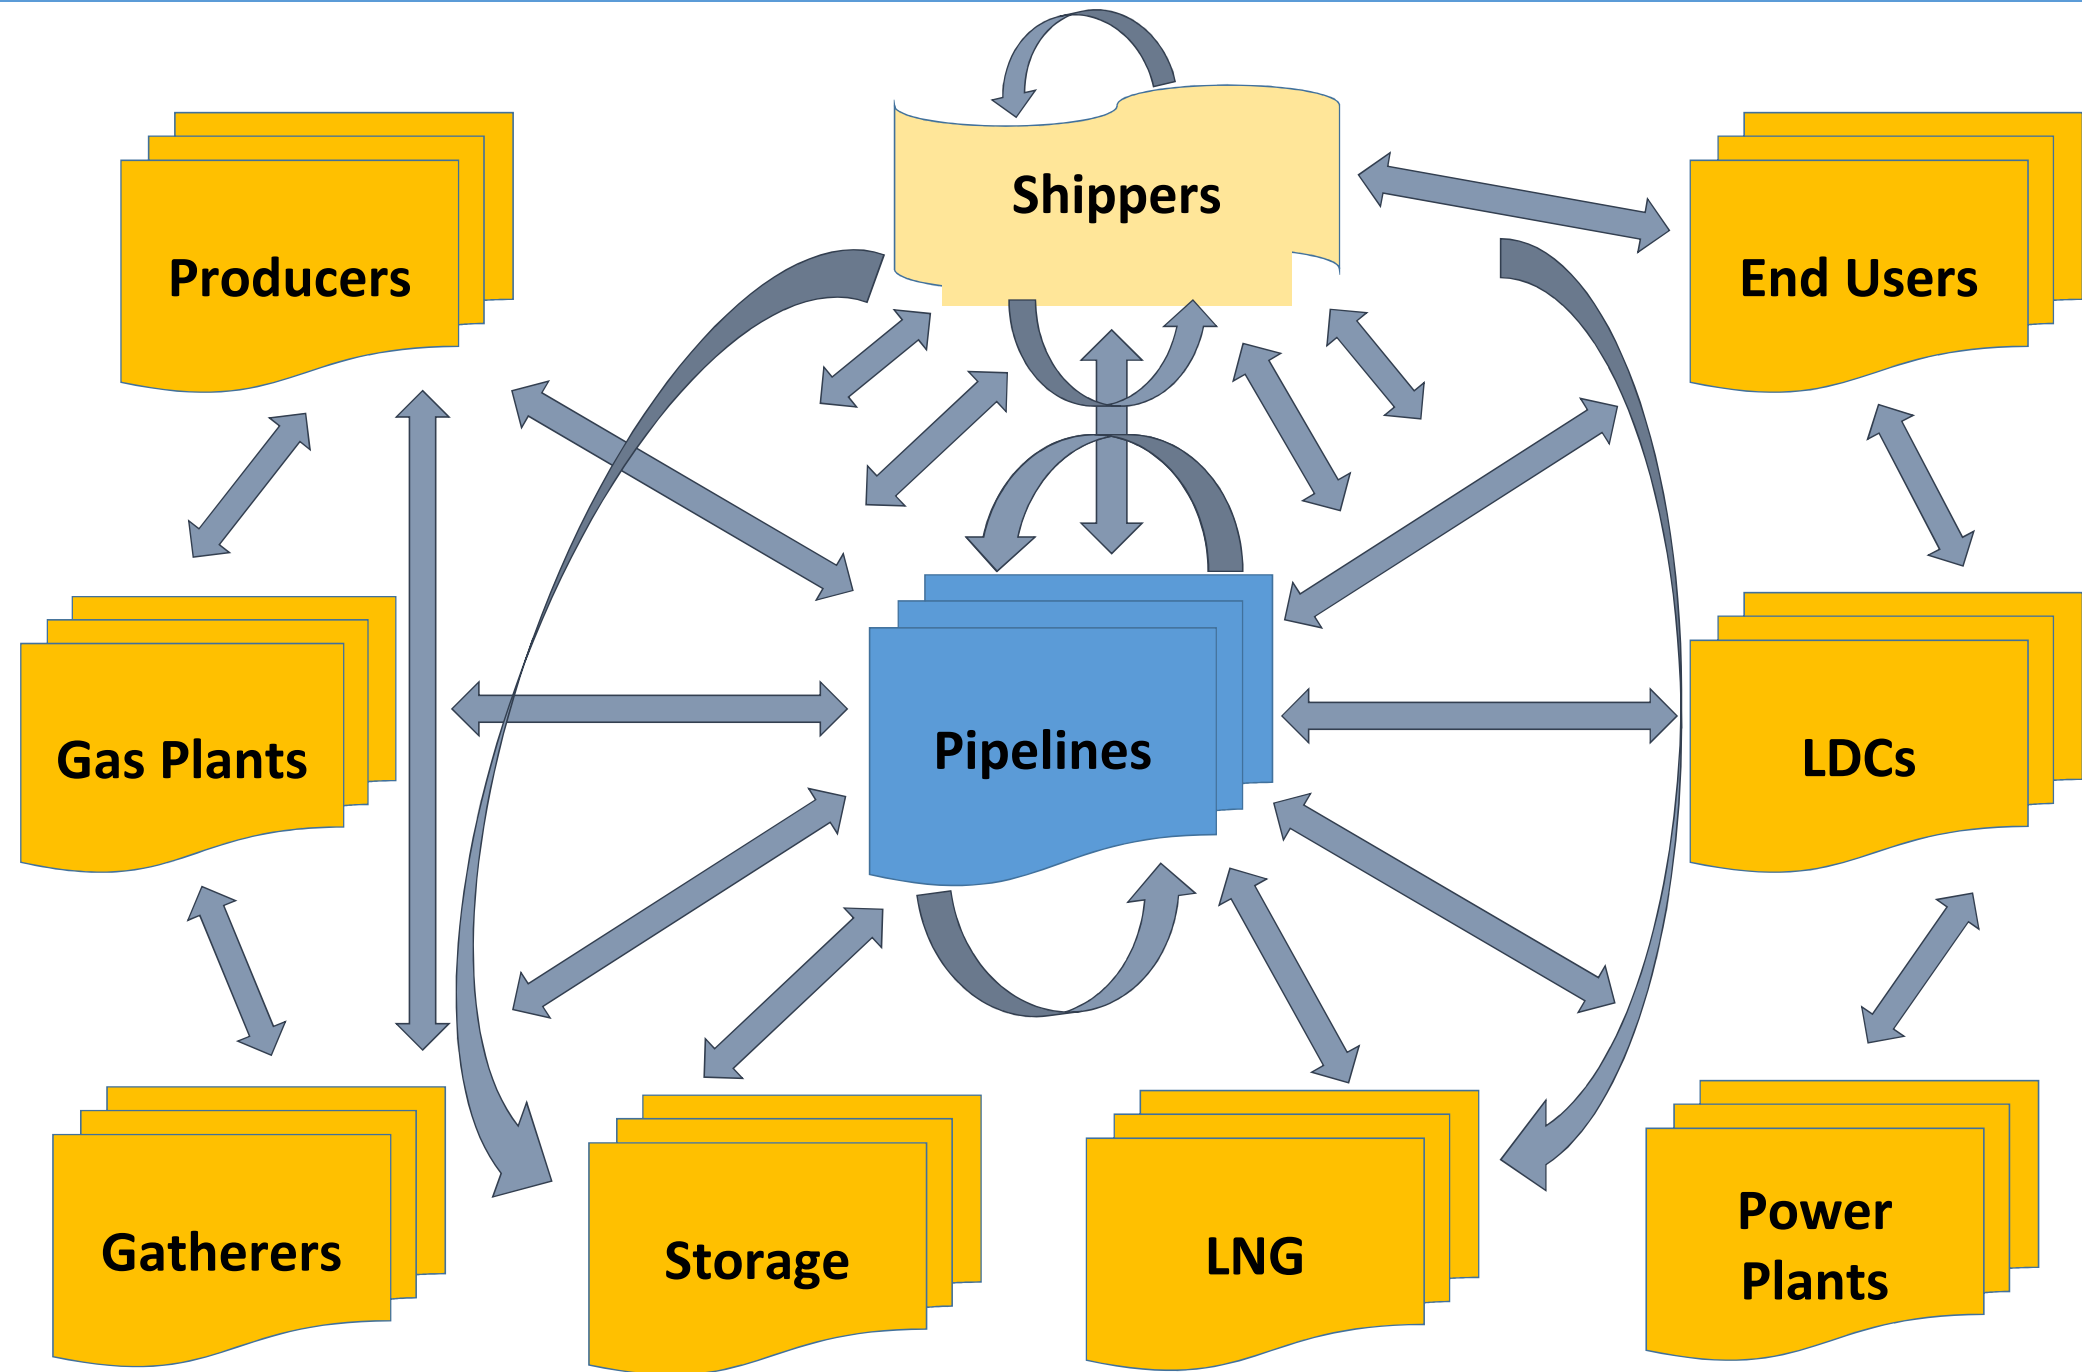 Shippers
Producers
End Users
Gas Plants
Pipelines
LDCs
Gatherers
Storage
LNG
Power
Plants